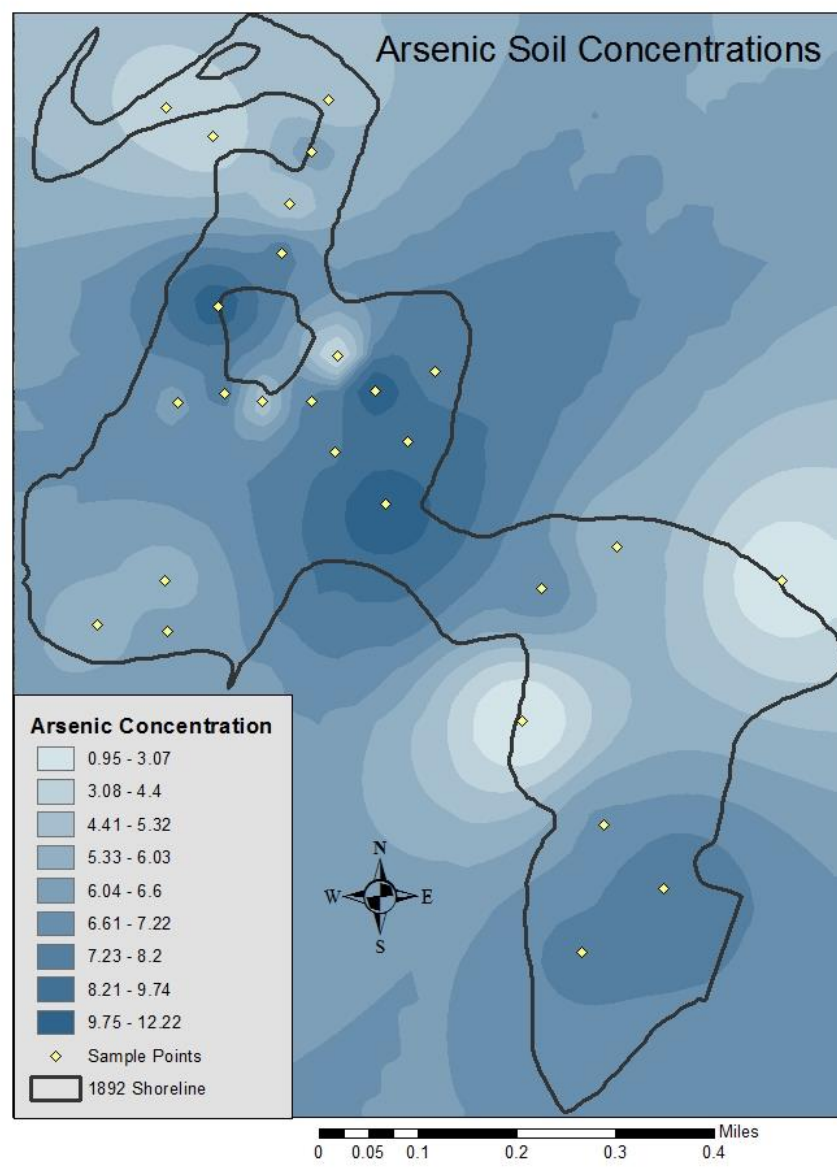 Arsenic Soil Concentrations
Arsenic Concentration
0.95 - 3.07
3.08 - 4.4
4.41 - 5.32
5.33 - 6.03
6.04 - 6.6
6.61 - 7.22
7.23 - 8.2
8.21 - 9.74
9.75 - 12.22
Sample Points
1892 Shoreline
N
W E
S
Miles
0 0.05 0.1 0.2 0.3 0.4